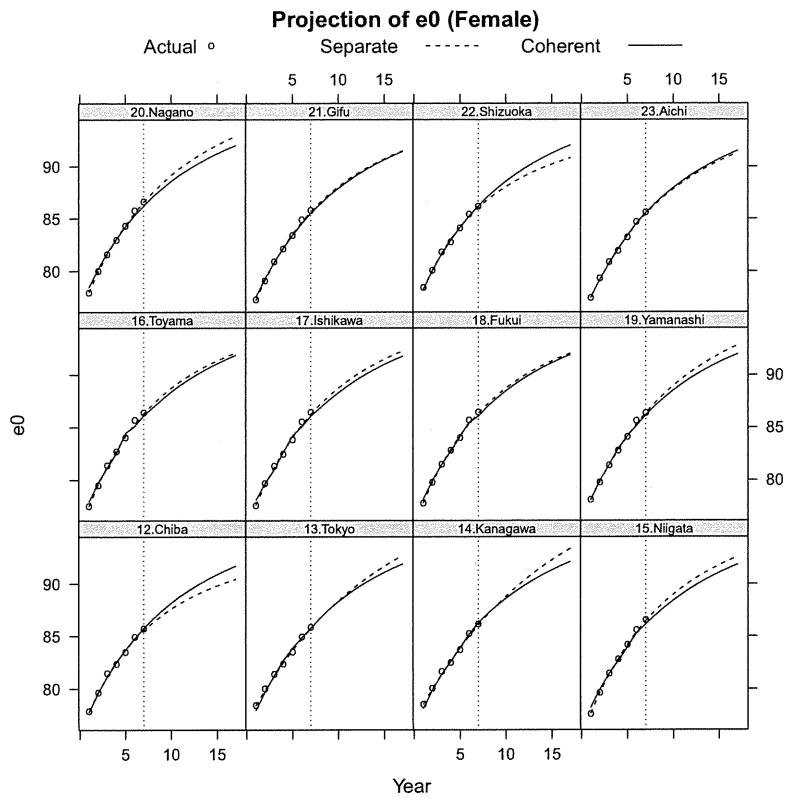 Projection of e0 (Female)
Actual Separate Coherent
5 10 15 5 10 15
20.Nagano 21.Gifu 22.Shizuoka 23.Aichi
90
85
80
16.Toyama 17.Ishikawa 18.Fukui 19.Yamanashi
90
85
80
e0
12.Chiba 13.Tokyo 14.Kanagawa 15.Niigata
90
85
80
5 10 15 5 10 15
Year